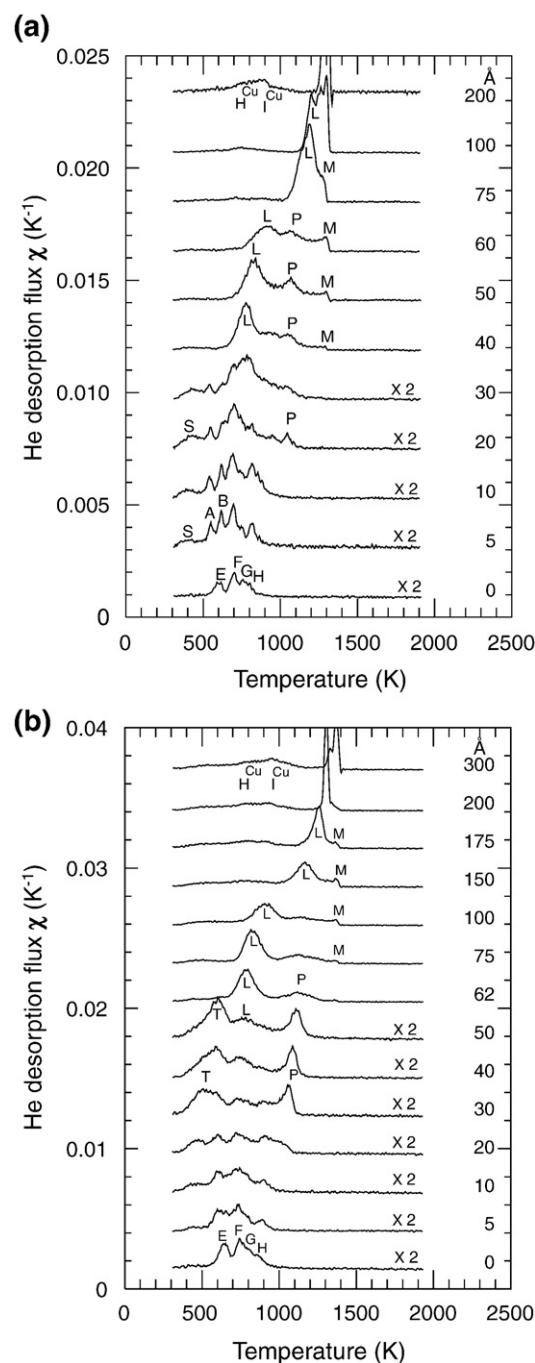 (a)
0.025
Å
200
Cu
H
Cu
I
L
100
0.020
L
M
75
L
P
M
60
0.015
L
P
M
50
L
P
40
0.010
X 2
30
S
P
X 2
20
X 2
10
0.005
S
A
B
X 2
5
E
F
G
H
X 2
0
0
0
500
1000
1500
2000
2500
He desorption flux χ (K⁻¹)
Temperature (K)
(b)
0.04
Å
300
Cu
H
Cu
I
200
0.03
L
M
175
L
M
150
L
M
100
L
M
75
0.02
L
P
62
T
L
X 2
50
X 2
40
T
P
X 2
30
0.01
X 2
20
X 2
10
X 2
5
E
F
G
H
X 2
0
0
0
500
1000
1500
2000
2500
He desorption flux χ (K⁻¹)
Temperature (K)